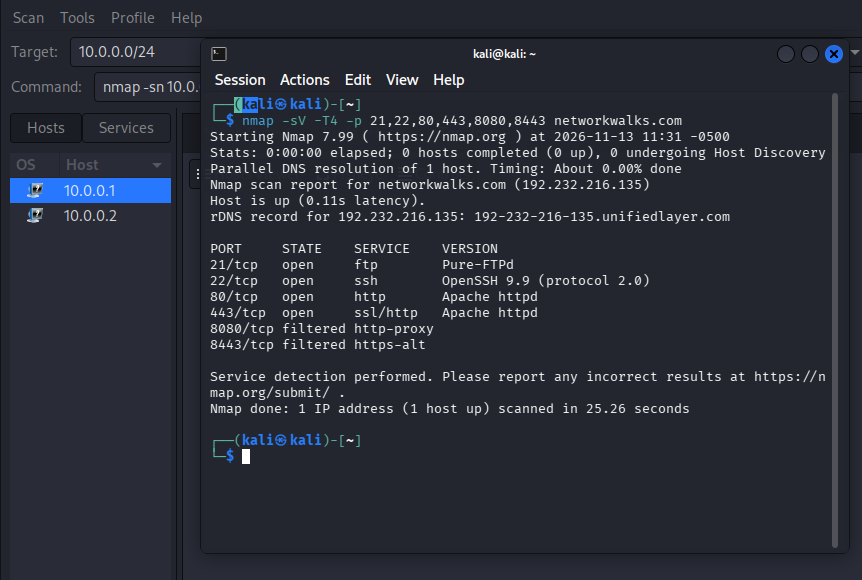 Scan Tools Profile Help
Target: 10.0.0.0/24
Command: nmap -sn 10.0.
Hosts Services
OS Host
10.0.0.1
10.0.0.2
kali@kali: ~
Session Actions Edit View Help
┌──(kali㉿kali)-[~]
└─$ nmap -sV -T4 -p 21,22,80,443,8080,8443 networkwalks.com
Starting Nmap 7.99 ( https://nmap.org ) at 2026-11-13 11:31 -0500
Stats: 0:00:00 elapsed; 0 hosts completed (0 up), 0 undergoing Host Discovery
Parallel DNS resolution of 1 host. Timing: About 0.00% done
Nmap scan report for networkwalks.com (192.232.216.135)
Host is up (0.11s latency).
rDNS record for 192.232.216.135: 192-232-216-135.unifiedlayer.com
PORT STATE SERVICE VERSION
21/tcp open ftp Pure-FTPd
22/tcp open ssh OpenSSH 9.9 (protocol 2.0)
80/tcp open http Apache httpd
443/tcp open ssl/http Apache httpd
8080/tcp filtered http-proxy
8443/tcp filtered https-alt
Service detection performed. Please report any incorrect results at https://n
map.org/submit/ .
Nmap done: 1 IP address (1 host up) scanned in 25.26 seconds
┌──(kali㉿kali)-[~]
└─$